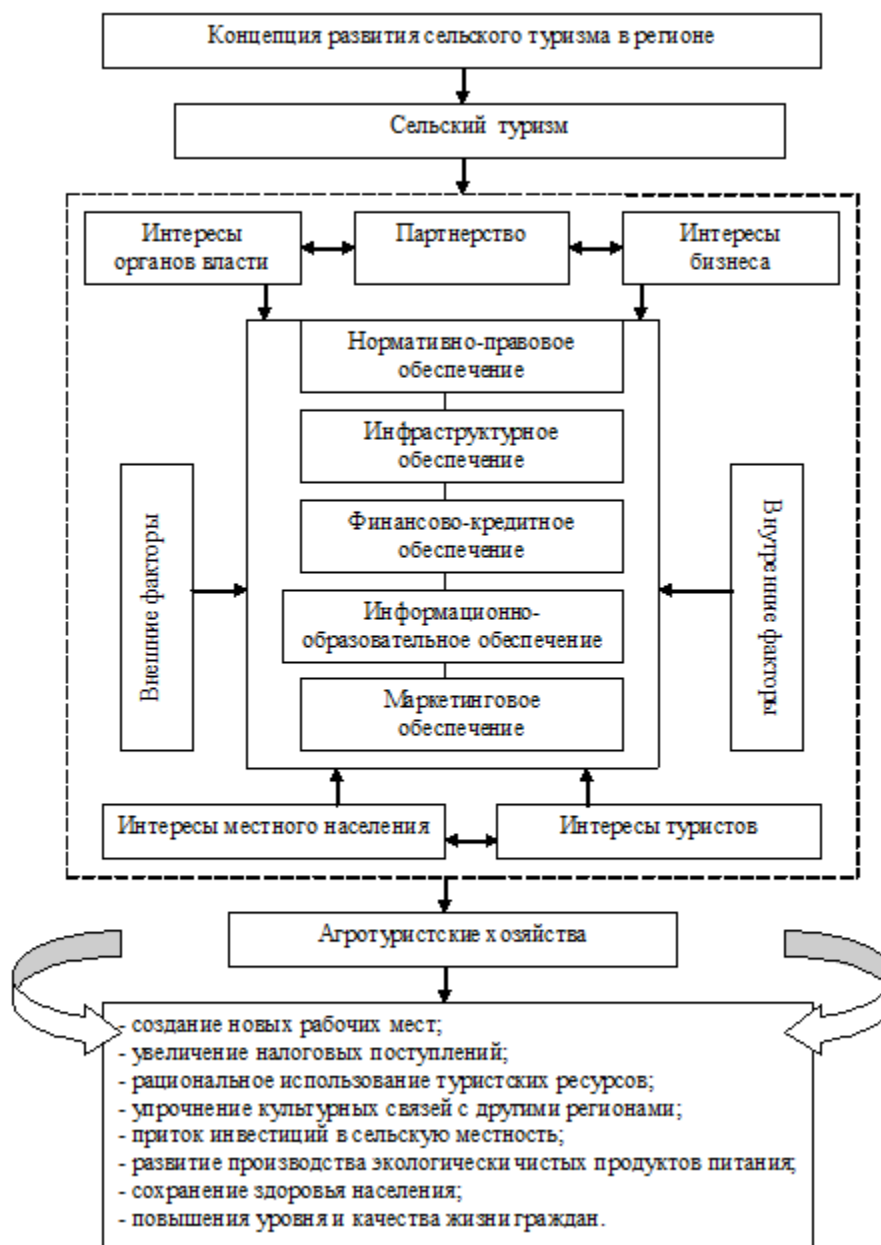 Концепция развития сельского туризма в регионе
Сельский туризм
Интересы
органов власти
Партнерство
Интересы
бизнеса
Нормативно-правовое
обеспечение
Инфраструктурное
обеспечение
Финансово-кредитное
обеспечение
Информационно-
образовательное обеспечение
Маркетинговое
обеспечение
Внешние факторы
Внутренние факторы
Интересы местного населения
Интересы туристов
Агротуристские хозяйства
- создание новых рабочих мест;
- увеличение налоговых поступлений;
- рациональное использование туристских ресурсов;
- упрочнение культурных связей с другими регионами;
- приток инвестиций в сельскую местность;
- развитие производства экологически чистых продуктов питания;
- сохранение здоровья населения;
- повышения уровня и качества жизни граждан.